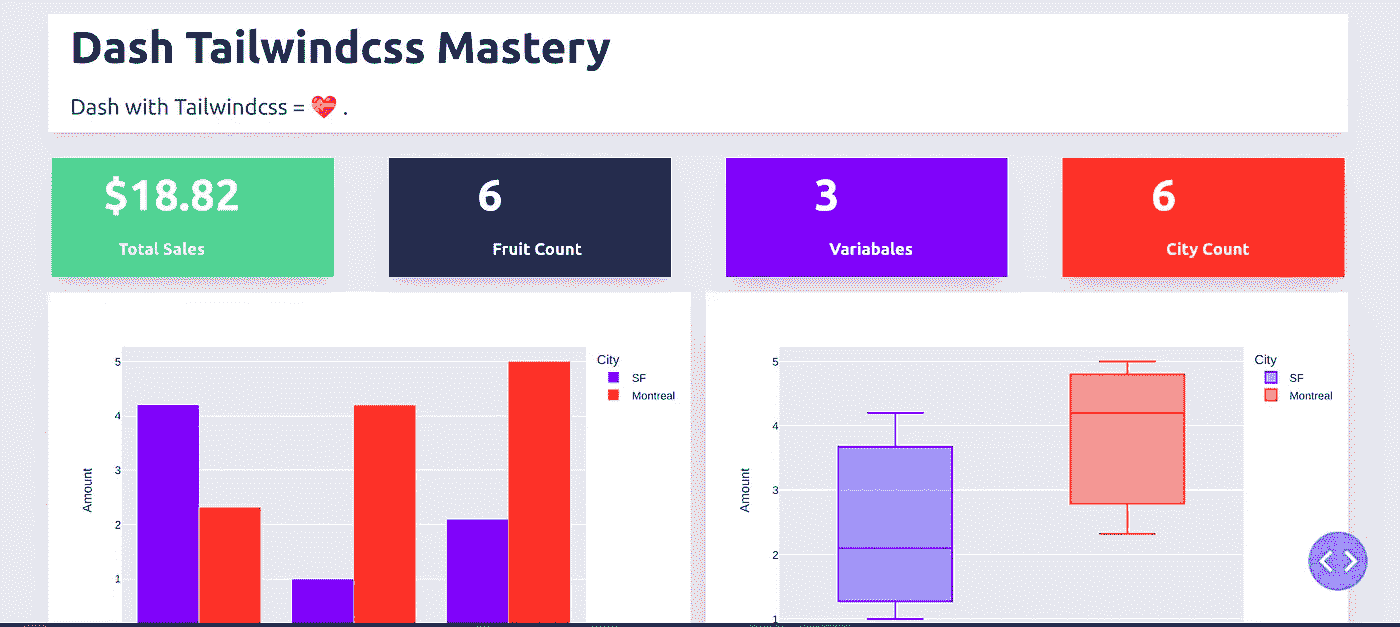 Dash Tailwindcss Mastery
Dash with Tailwindcss = 💝 .
$18.82
Total Sales
6
Fruit Count
3
Variabales
6
City Count
5
4
3
2
1
Amount
City
SF
Montreal
5
4
3
2
1
Amount
City
SF
Montreal